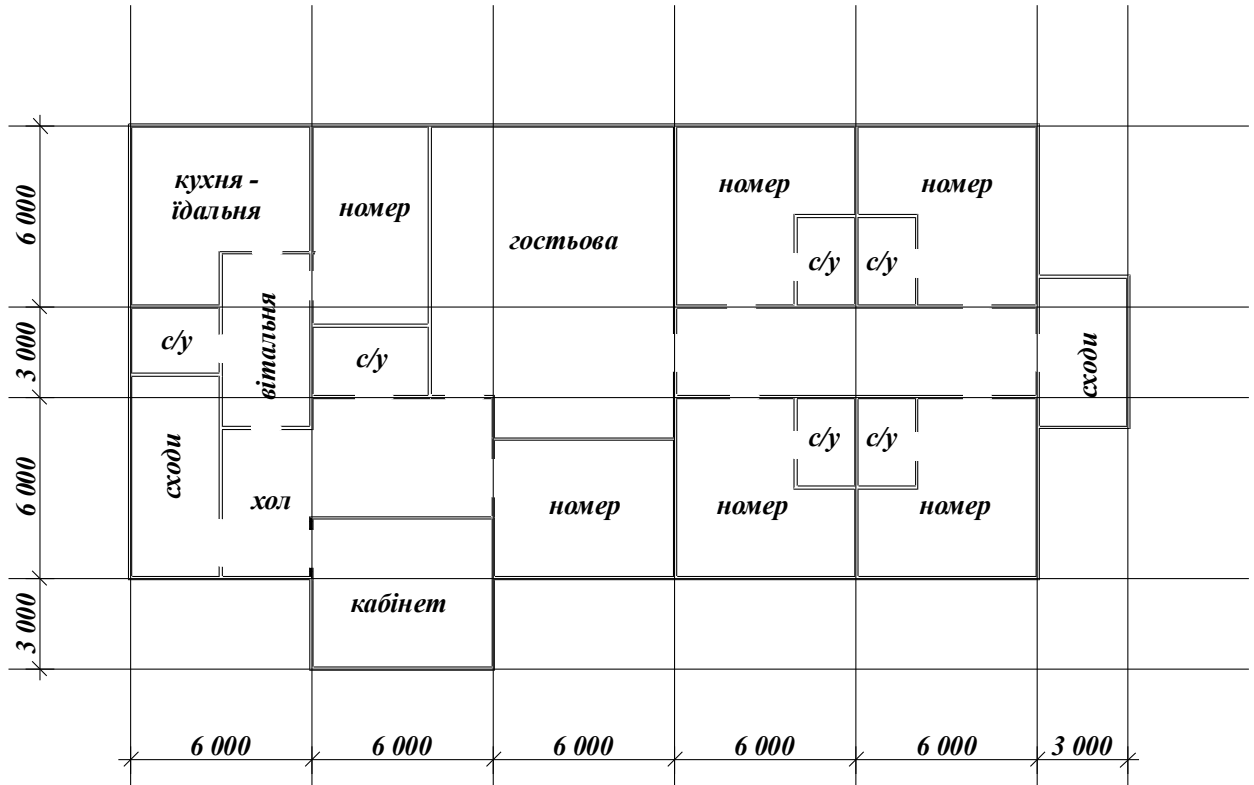 кухня -
їдальня
номер
гостьова
номер
номер
с/у
с/у
с/у
вітальня
с/у
сходи
с/у
с/у
сходи
хол
номер
номер
номер
кабінет
6 000
3 000
6 000
3 000
6 000
6 000
6 000
6 000
6 000
3 000